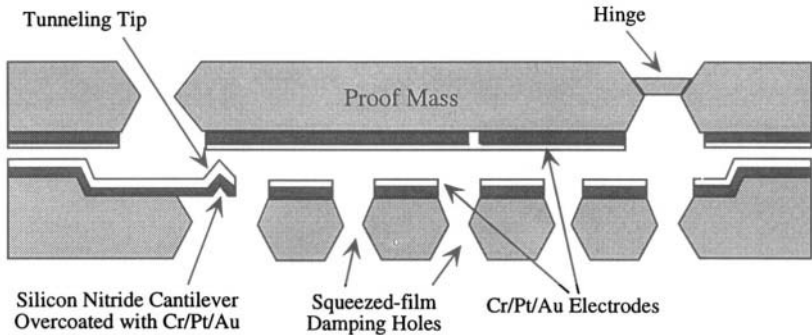 Tunneling Tip
Hinge
Proof Mass
Silicon Nitride Cantilever
Overcoated with Cr/Pt/Au
Squeezed-film
Damping Holes
Cr/Pt/Au Electrodes